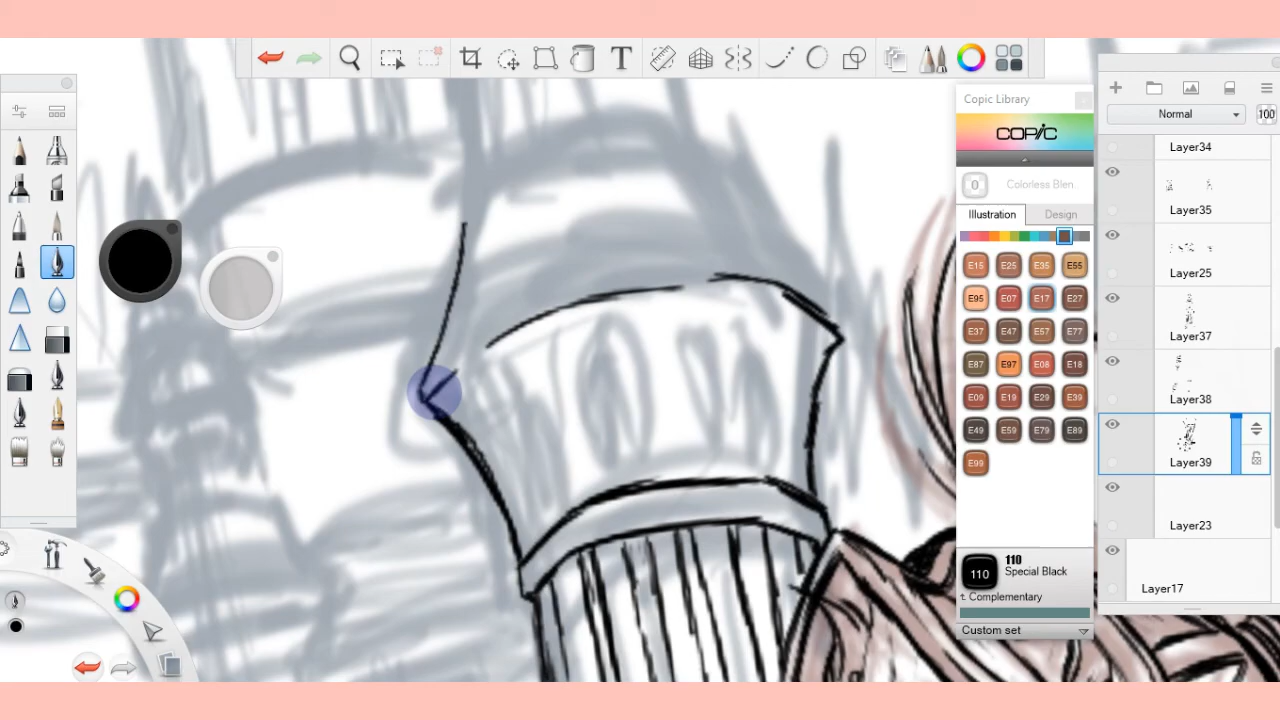 T
Copic Library
COPIC
0 Colorless Blen
Illustration Design
E15 E25 E35 E55
E95 E07 E17 E27
E37 E47 E57 E77
E87 E97 E08 E18
E09 E19 E29 E39
E49 E59 E79 E89
E99
110 110
Special Black
Complementary
Custom set
Normal 100
Layer34
Layer35
Layer25
Layer37
Layer38
Layer39
Layer23
Layer17